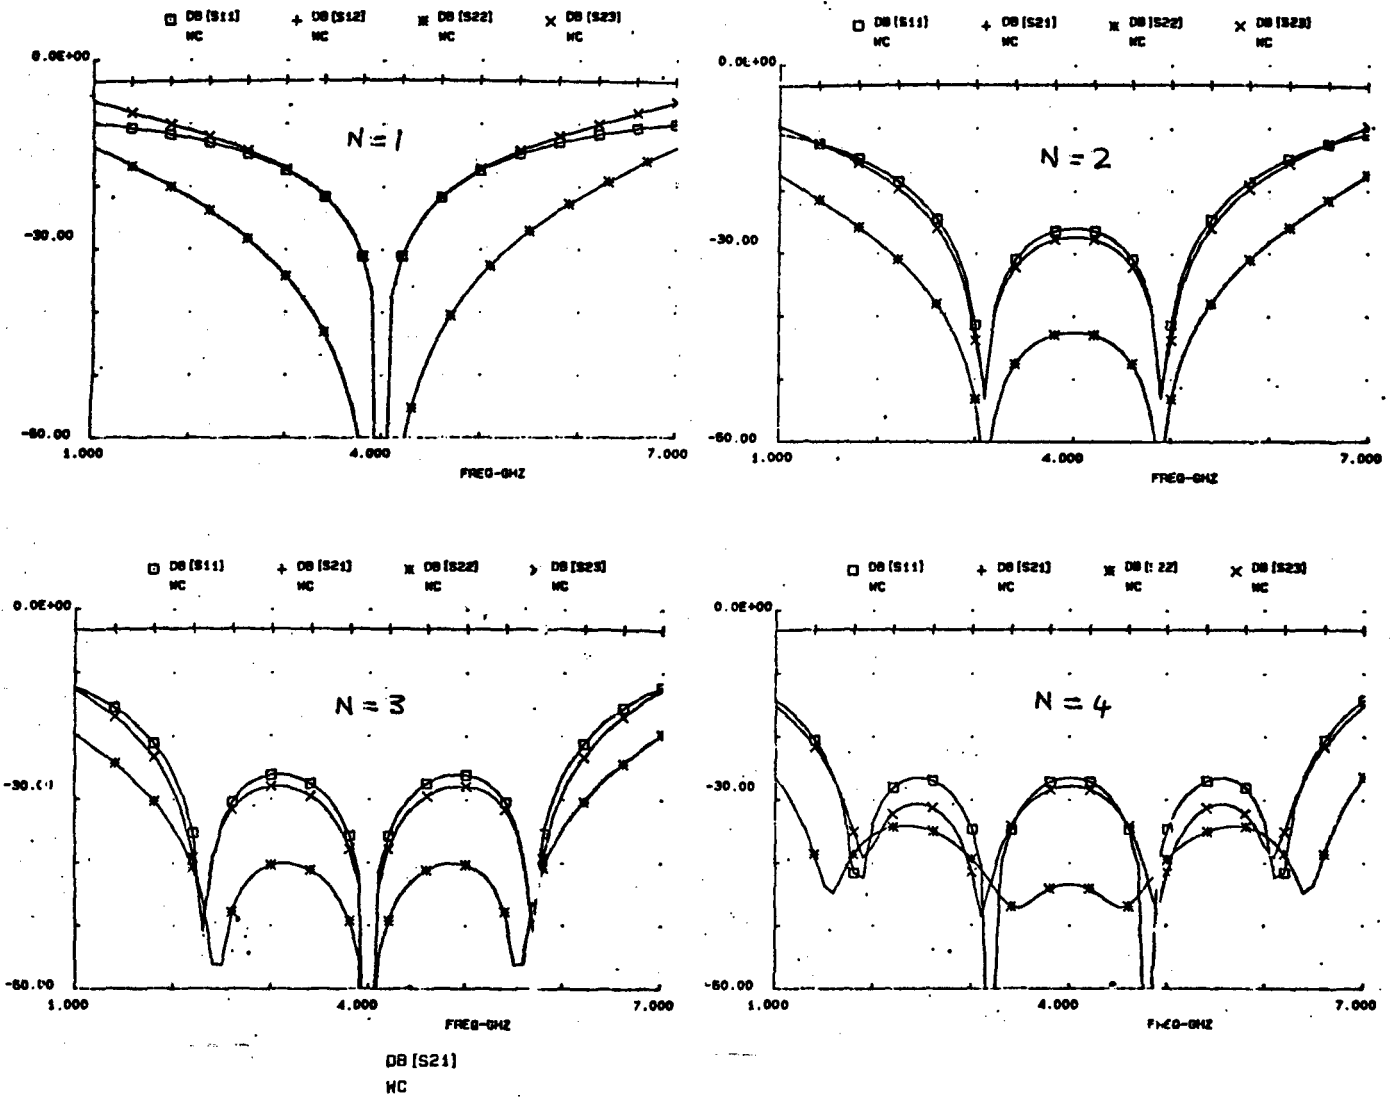 DB [S11] DB [S12] DB [S22] DB [S23]
WC WC WC WC
0.0E+00
N = 1
-30.00
-60.00
1.000 4.000 7.000
FREQ-GHZ
DB [S11] DB [S21] DB [S22] DB [S23]
WC WC WC WC
0.0E+00
N = 2
-30.00
-60.00
1.000 4.000 7.000
FREQ-GHZ
DB [S11] DB [S21] DB [S22] DB [S23]
WC WC WC WC
0.0E+00
N = 3
-60.00
1.000 4.000 7.000
FREQ-GHZ
DB [S21]
WC
DB [S11] DB [S21] DB [S23]
WC WC WC WC
0.0E+00
N = 4
-30.00
-60.00
1.000 4.000 7.000
FREQ-GHZ